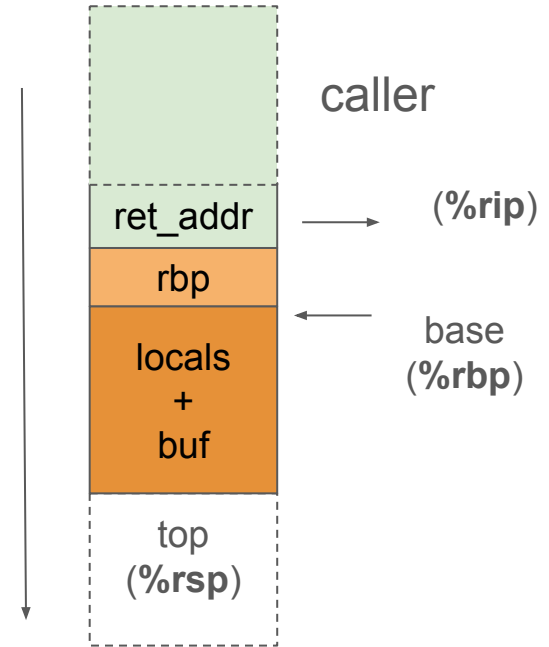 caller
ret_addr
(%rip)
rbp
base
(%rbp)
locals
+
buf
top
(%rsp)